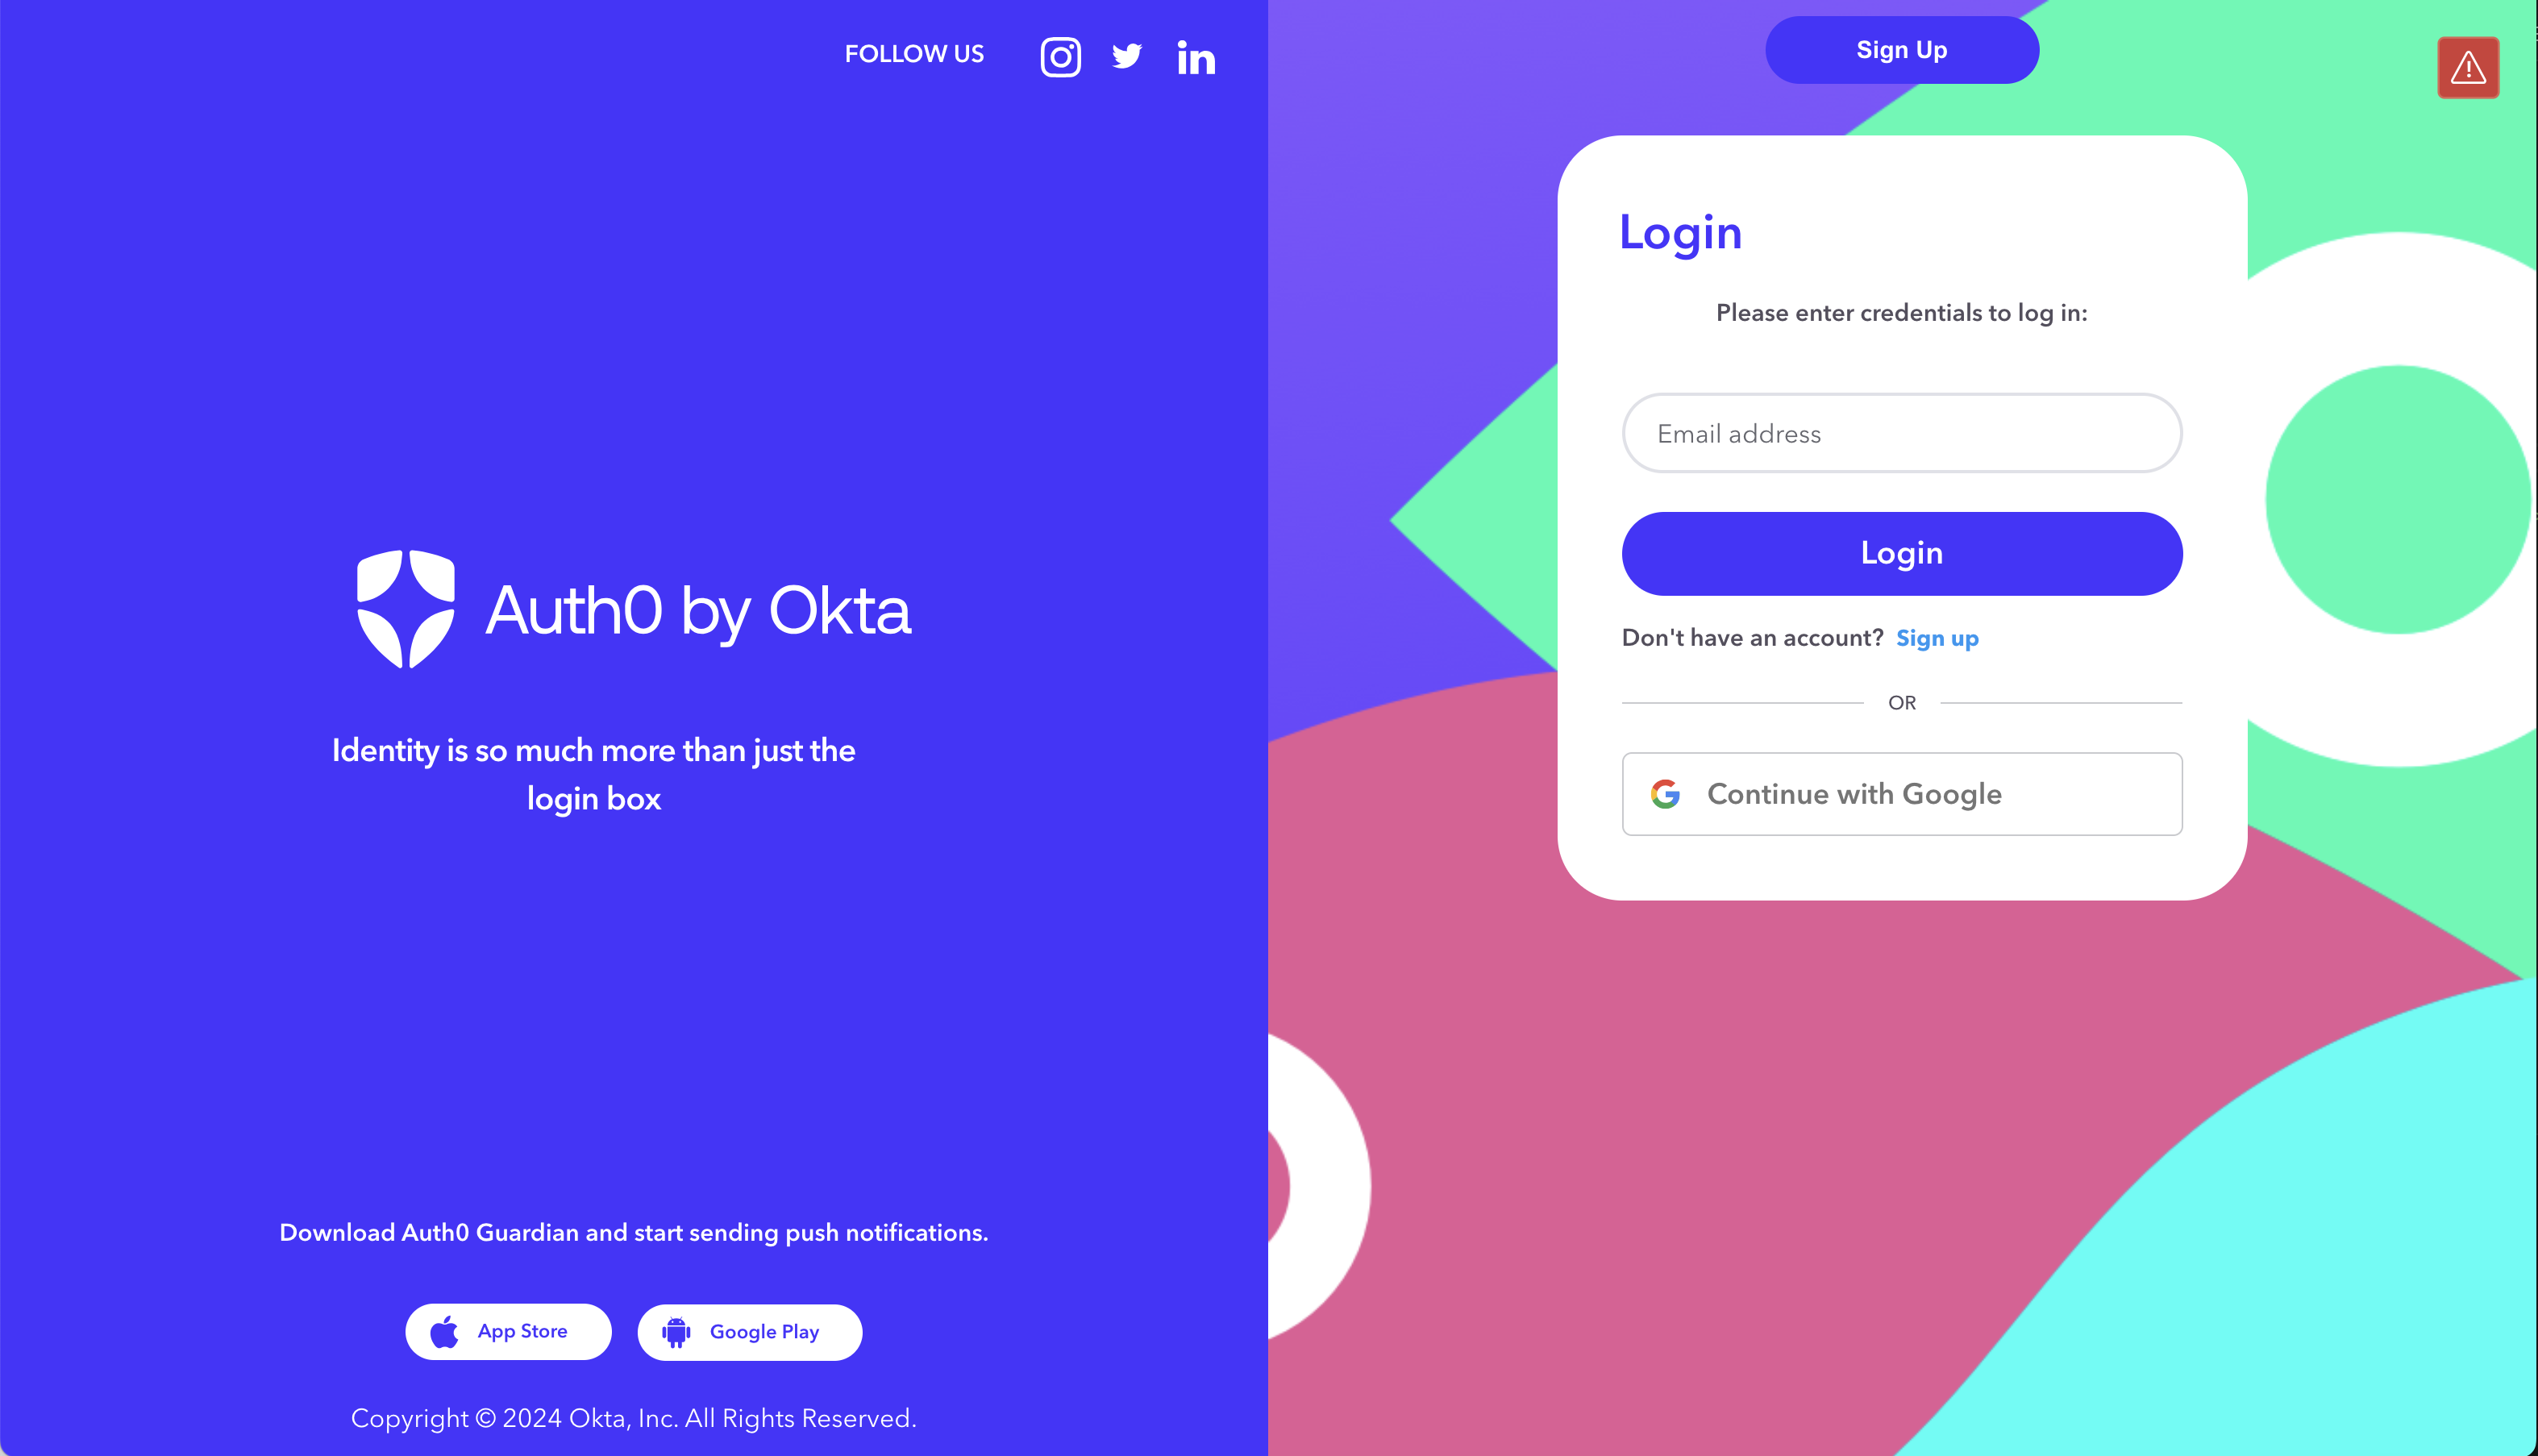 FOLLOW US
Auth0 by Okta
Identity is so much more than just the
login box
Download Auth0 Guardian and start sending push notifications.
App Store
Google Play
Copyright © 2024 Okta, Inc. All Rights Reserved.
Sign Up
Login
Please enter credentials to log in:
Email address
Login
Don't have an account? Sign up
OR
Continue with Google